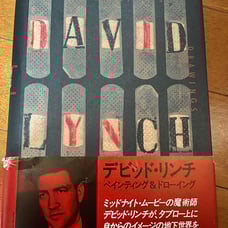 DAVID
LYNCH
DRAWINGS
デビッド・リンチ
ペインティング&ドローイング
ミッドナイト・ムービーの魔術師
デビッド・リンチが、タブロー上に
自からのイメージの地下世界を